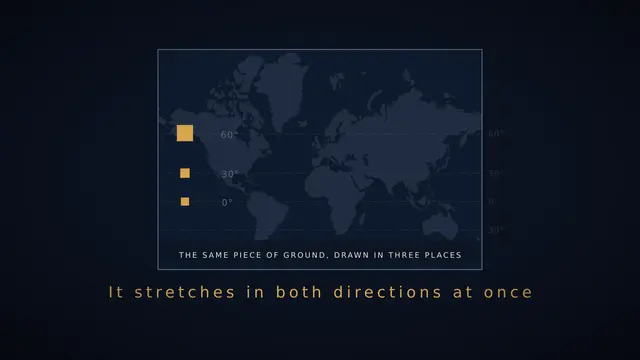 60° 60°
30° 30°
0° 0
30°
THE SAME PIECE OF GROUND, DRAWN IN THREE PLACES
It stretches in both directions at once